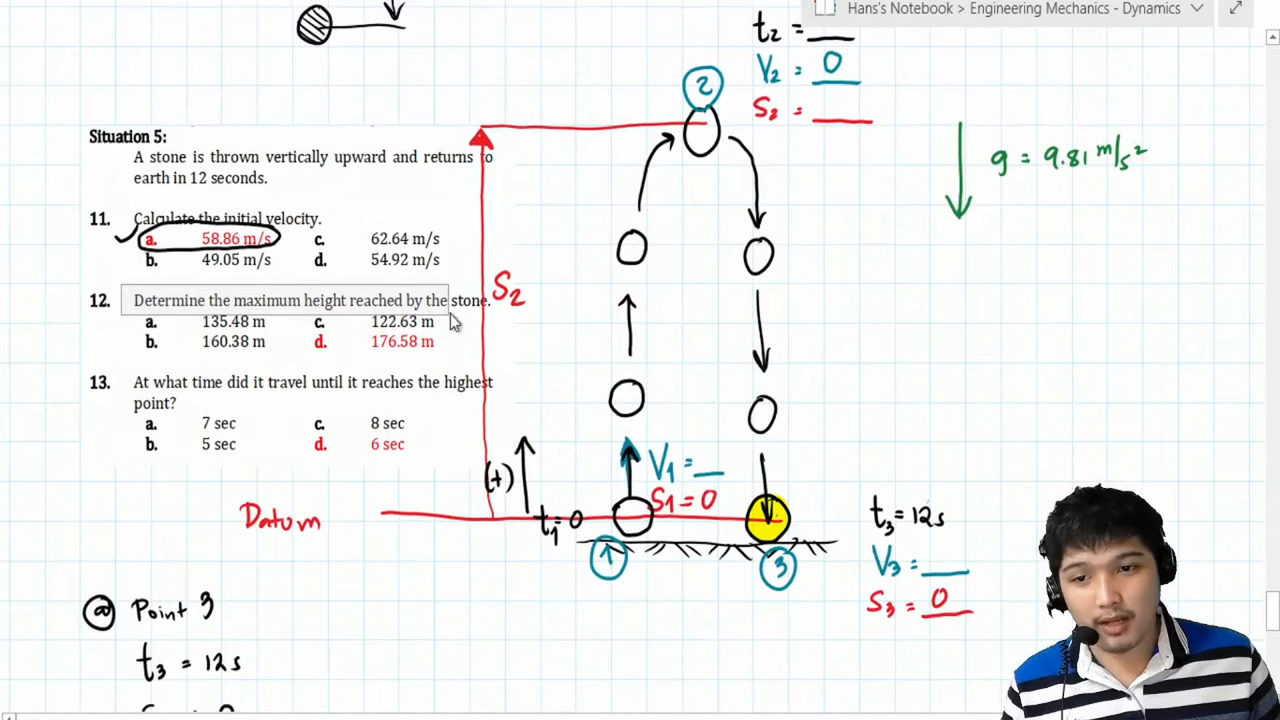 Hans's Notebook > Engineering Mechanics - Dynamics
t2 = __
V2 = 0
S2 = __
2
g = 9.81 m/s²
Situation 5:
A stone is thrown vertically upward and returns to
earth in 12 seconds.
11. Calculate the initial velocity.
a. 58.86 m/s c. 62.64 m/s
b. 49.05 m/s d. 54.92 m/s
12. Determine the maximum height reached by the stone.
a. 135.48 m c. 122.63 m
b. 160.38 m d. 176.58 m
13. At what time did it travel until it reaches the highest
point?
a. 7 sec c. 8 sec
b. 5 sec d. 6 sec
S2
(+)
V1 = __
S1 = 0
t1 = 0
Datum
1
3
t3 = 12s
V3 = __
S3 = 0
@ Point 3
t3 = 12s